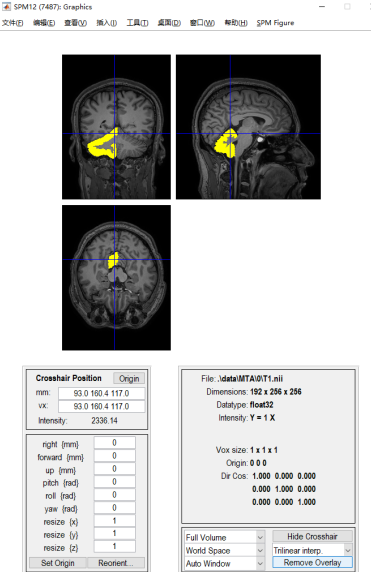 SPM12 (7487): Graphics
文件(F) 编辑(E) 查看(V) 插入(I) 工具(T) 桌面(D) 窗口(W) 帮助(H) SPM Figure
Crosshair Position Origin
mm: 93.0 160.4 117.0
vx: 93.0 160.4 117.0
Intensity: 2336.14
right {mm} 0
forward {mm} 0
up {mm} 0
pitch {rad} 0
roll {rad} 0
yaw {rad} 0
resize {x} 1
resize {y} 1
resize {z} 1
Set Origin Reorient...
File: .\data\MTA\0\T1.nii
Dimensions: 192 x 256 x 256
Datatype: float32
Intensity: Y = 1 X
Vox size: 1 x 1 x 1
Origin: 0 0 0
Dir Cos: 1.000 0.000 0.000
0.000 1.000 0.000
0.000 0.000 1.000
Full Volume Hide Crosshair
World Space Trilinear interp.
Auto Window Remove Overlay